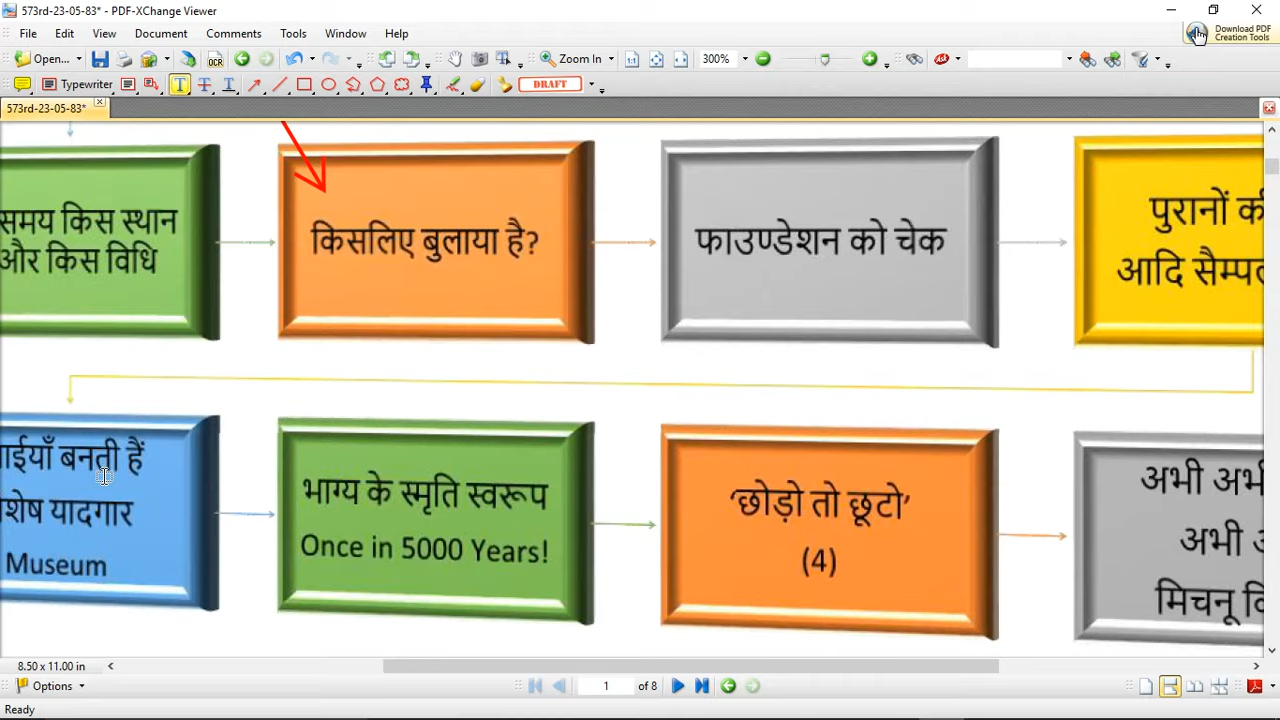 573rd-23-05-83* - PDF-XChange Viewer
File Edit View Document Comments Tools Window Help
Download PDF
Creation Tools
Open... OCR Zoom In 300%
Typewriter DRAFT
573rd-23-05-83*
समय किस स्थान
और किस विधि
किसलिए बुलाया है?
फाउण्डेशन को चेक
पुरानों की
आदि सैम्पल
बनती हैं
यादगार
Museum
भाग्य के स्मृति स्वरूप
Once in 5000 Years!
‘छोड़ो तो छूटो’
(4)
अभी अभी
अभी
मिचनू
8.50 x 11.00 in
Options 1 of 8
Ready